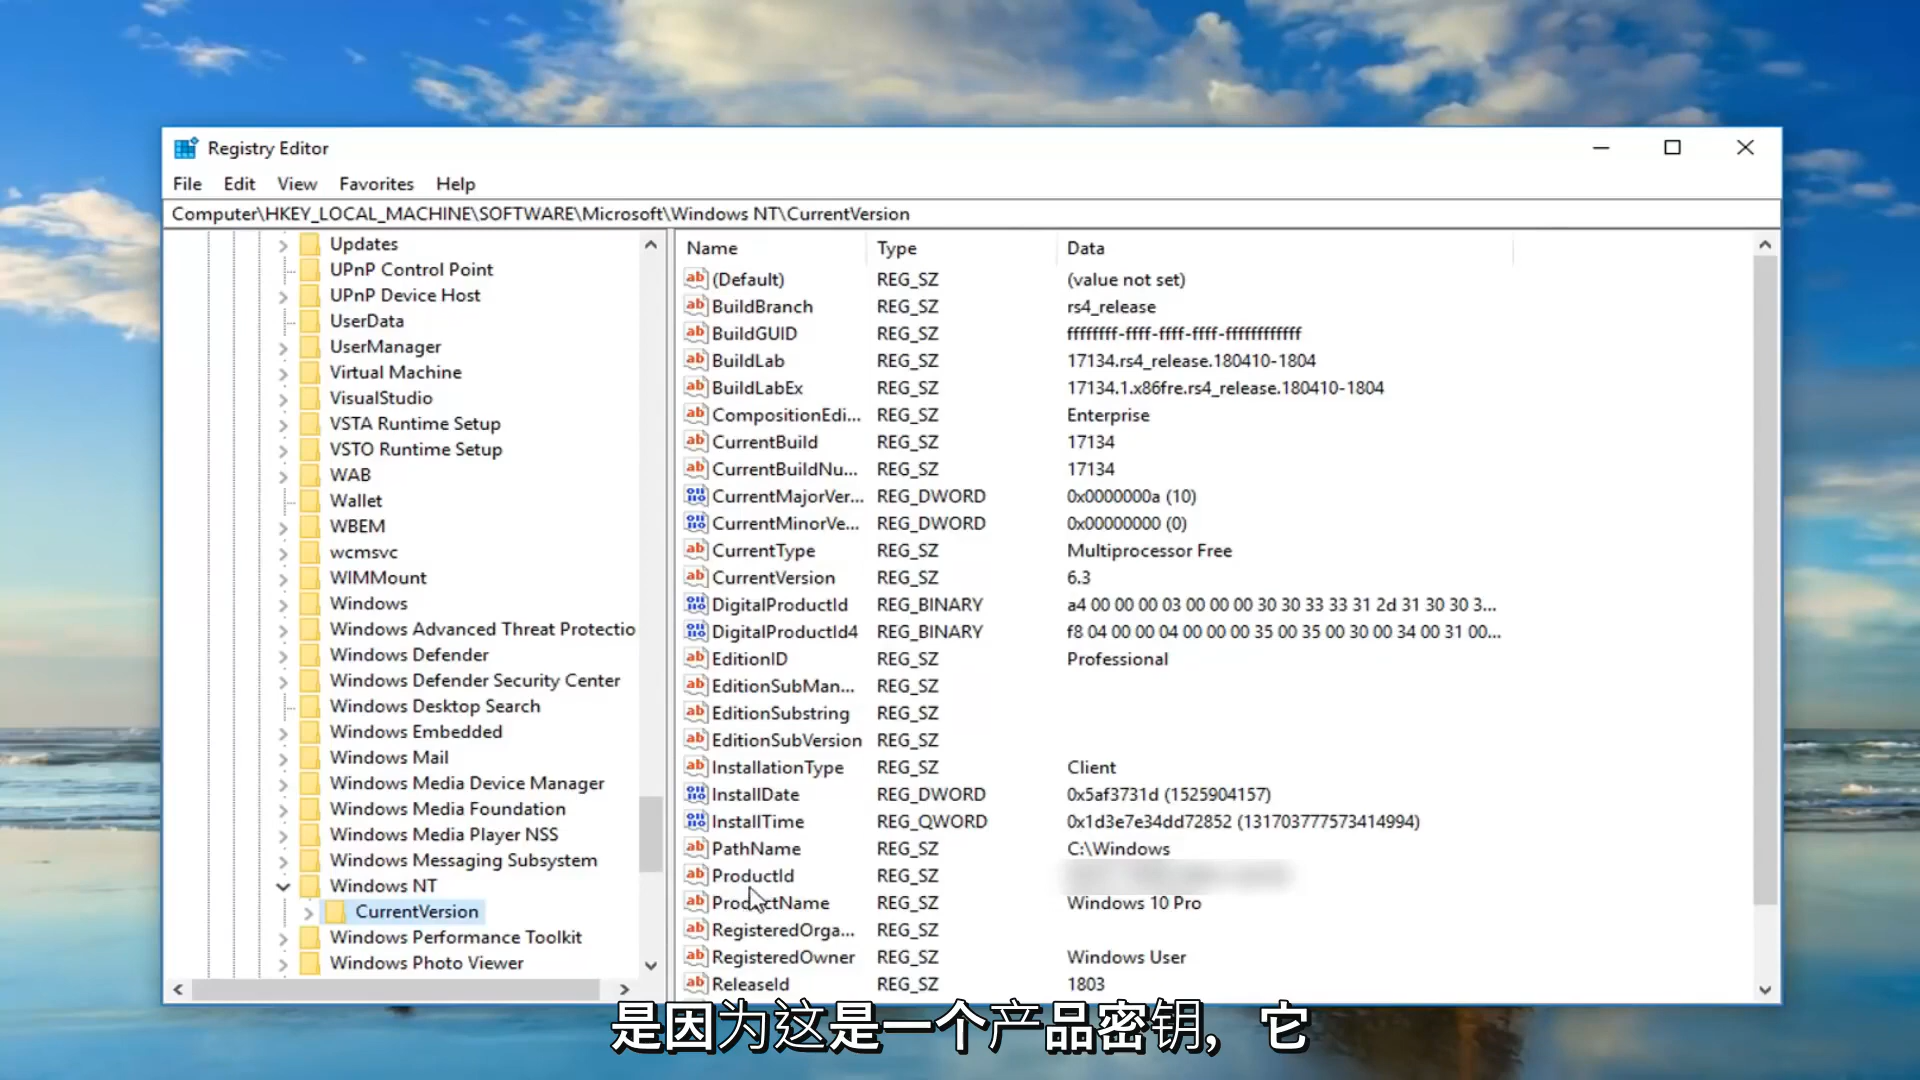 Registry Editor
File Edit View Favorites Help
Computer\HKEY_LOCAL_MACHINE\SOFTWARE\Microsoft\Windows NT\CurrentVersion
Updates
UPnP Control Point
UPnP Device Host
UserData
UserManager
Virtual Machine
VisualStudio
VSTA Runtime Setup
VSTO Runtime Setup
WAB
Wallet
WBEM
wcmsvc
WIMMount
Windows
Windows Advanced Threat Protectio
Windows Defender
Windows Defender Security Center
Windows Desktop Search
Windows Embedded
Windows Mail
Windows Media Device Manager
Windows Media Foundation
Windows Media Player NSS
Windows Messaging Subsystem
Windows NT
CurrentVersion
Windows Performance Toolkit
Windows Photo Viewer
Name Type Data
(Default) REG_SZ (value not set)
BuildBranch REG_SZ rs4_release
BuildGUID REG_SZ ffffffff-ffff-ffff-ffff-ffffffffffff
BuildLab REG_SZ 17134.rs4_release.180410-1804
BuildLabEx REG_SZ 17134.1.x86fre.rs4_release.180410-1804
CompositionEdi... REG_SZ Enterprise
CurrentBuild REG_SZ 17134
CurrentBuildNu... REG_SZ 17134
CurrentMajorVer... REG_DWORD 0x0000000a (10)
CurrentMinorVe... REG_DWORD 0x00000000 (0)
CurrentType REG_SZ Multiprocessor Free
CurrentVersion REG_SZ 6.3
DigitalProductId REG_BINARY a4 00 00 00 03 00 00 00 30 30 33 33 31 2d 31 30 30 3...
DigitalProductId4 REG_BINARY f8 04 00 00 04 00 00 00 35 00 35 00 30 00 34 00 31 00...
EditionID REG_SZ Professional
EditionSubMan... REG_SZ
EditionSubstring REG_SZ
EditionSubVersion REG_SZ
InstallationType REG_SZ Client
InstallDate REG_DWORD 0x5af3731d (1525904157)
InstallTime REG_QWORD 0x1d3e7e34dd72852 (131703777573414994)
PathName REG_SZ C:\Windows
ProductId REG_SZ
ProductName REG_SZ Windows 10 Pro
RegisteredOrga... REG_SZ
RegisteredOwner REG_SZ Windows User
ReleaseId REG_SZ 1803
是因为这是一个产品密钥，它